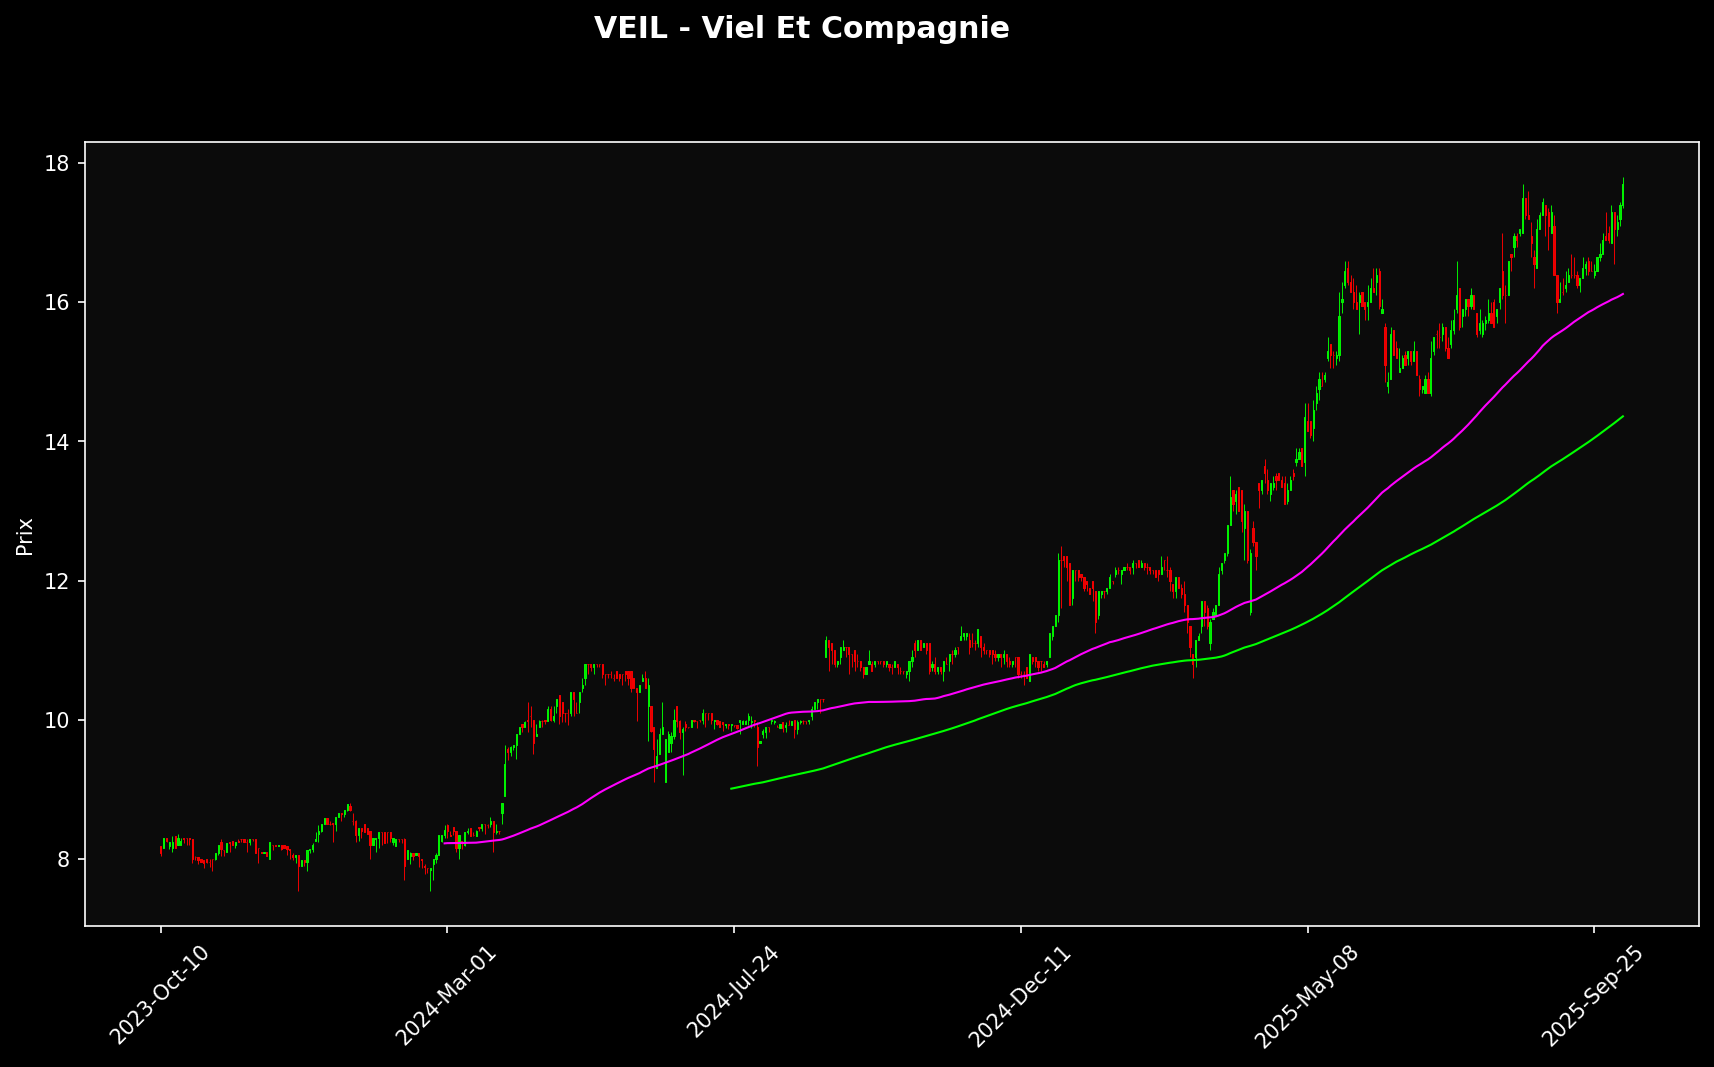 VEIL - Viel Et Compagnie
Prix
18
16
14
12
10
8
2023-Oct-10
2024-Mar-01
2024-Jul-24
2024-Dec-11
2025-May-08
2025-Sep-25